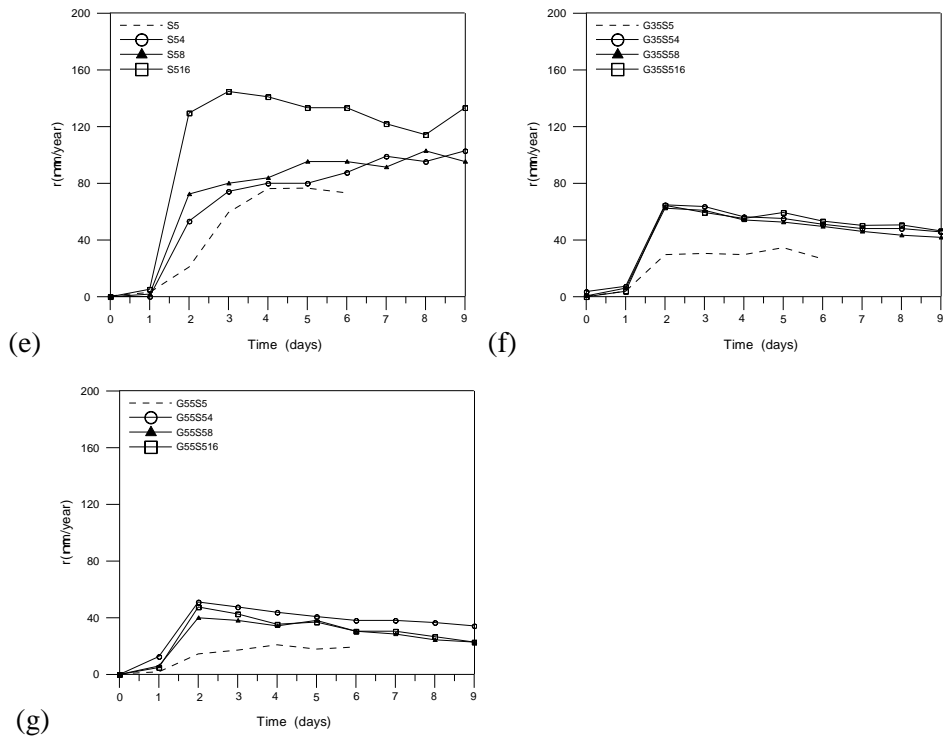 200
160
120
80
40
0
r(mm/year)
S5
S54
S58
S516
0 1 2 3 4 5 6 7 8 9
Time (days)
(e)
200
160
120
80
40
0
r(mm/year)
G35S5
G35S54
G35S58
G35S516
0 1 2 3 4 5 6 7 8 9
Time (days)
(f)
200
160
120
80
40
0
r(mm/year)
G55S5
G55S54
G55S58
G55S516
0 1 2 3 4 5 6 7 8 9
Time (days)
(g)